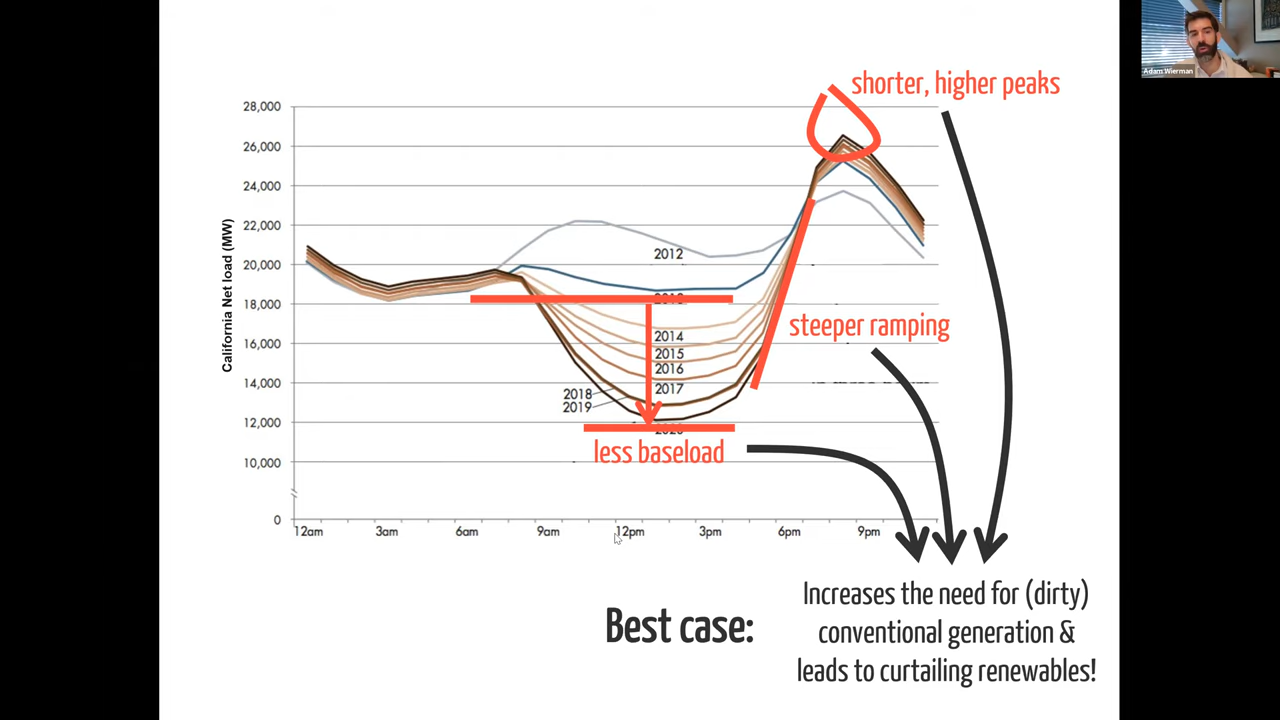 Adam Wierman
shorter, higher peaks
California Net load (MW)
28,000
26,000
24,000
22,000
20,000
18,000
16,000
14,000
12,000
10,000
0
2012
2014
2015
2016
2017
2018
2019
steeper ramping
less baseload
12am
3am
6am
9am
12pm
3pm
6pm
9pm
Best case:
Increases the need for (dirty)
conventional generation &
leads to curtailing renewables!